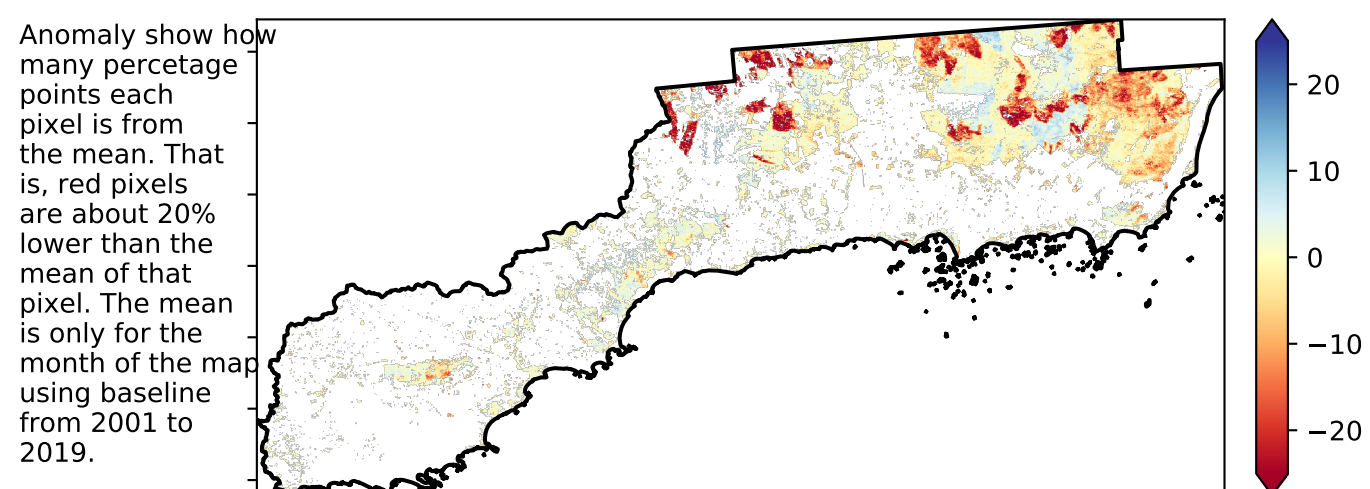 Anomaly show how
many percetage
points each
pixel is from
the mean. That
is, red pixels
are about 20%
lower than the
mean of that
pixel. The mean
is only for the
month of the map
using baseline
from 2001 to
2019.
20
10
0
−10
−20